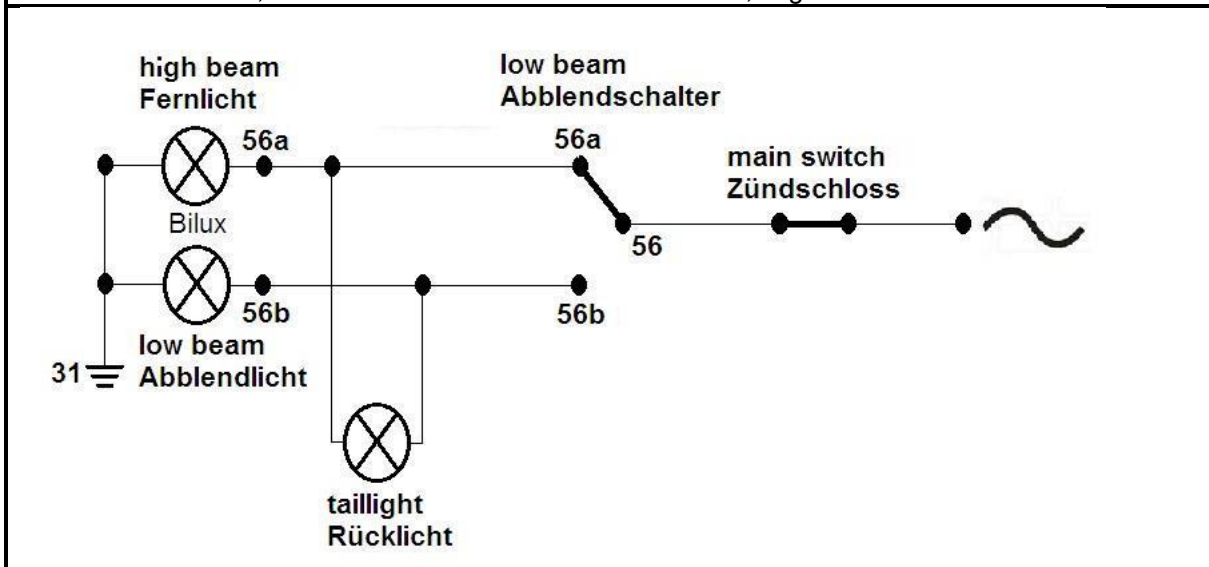 high beam
Fernlicht
low beam
Abblendschalter
56a
56a
main switch
Zündschloss
Bilux
56
56b
56b
low beam
Abblendlicht
31
taillight
Rücklicht